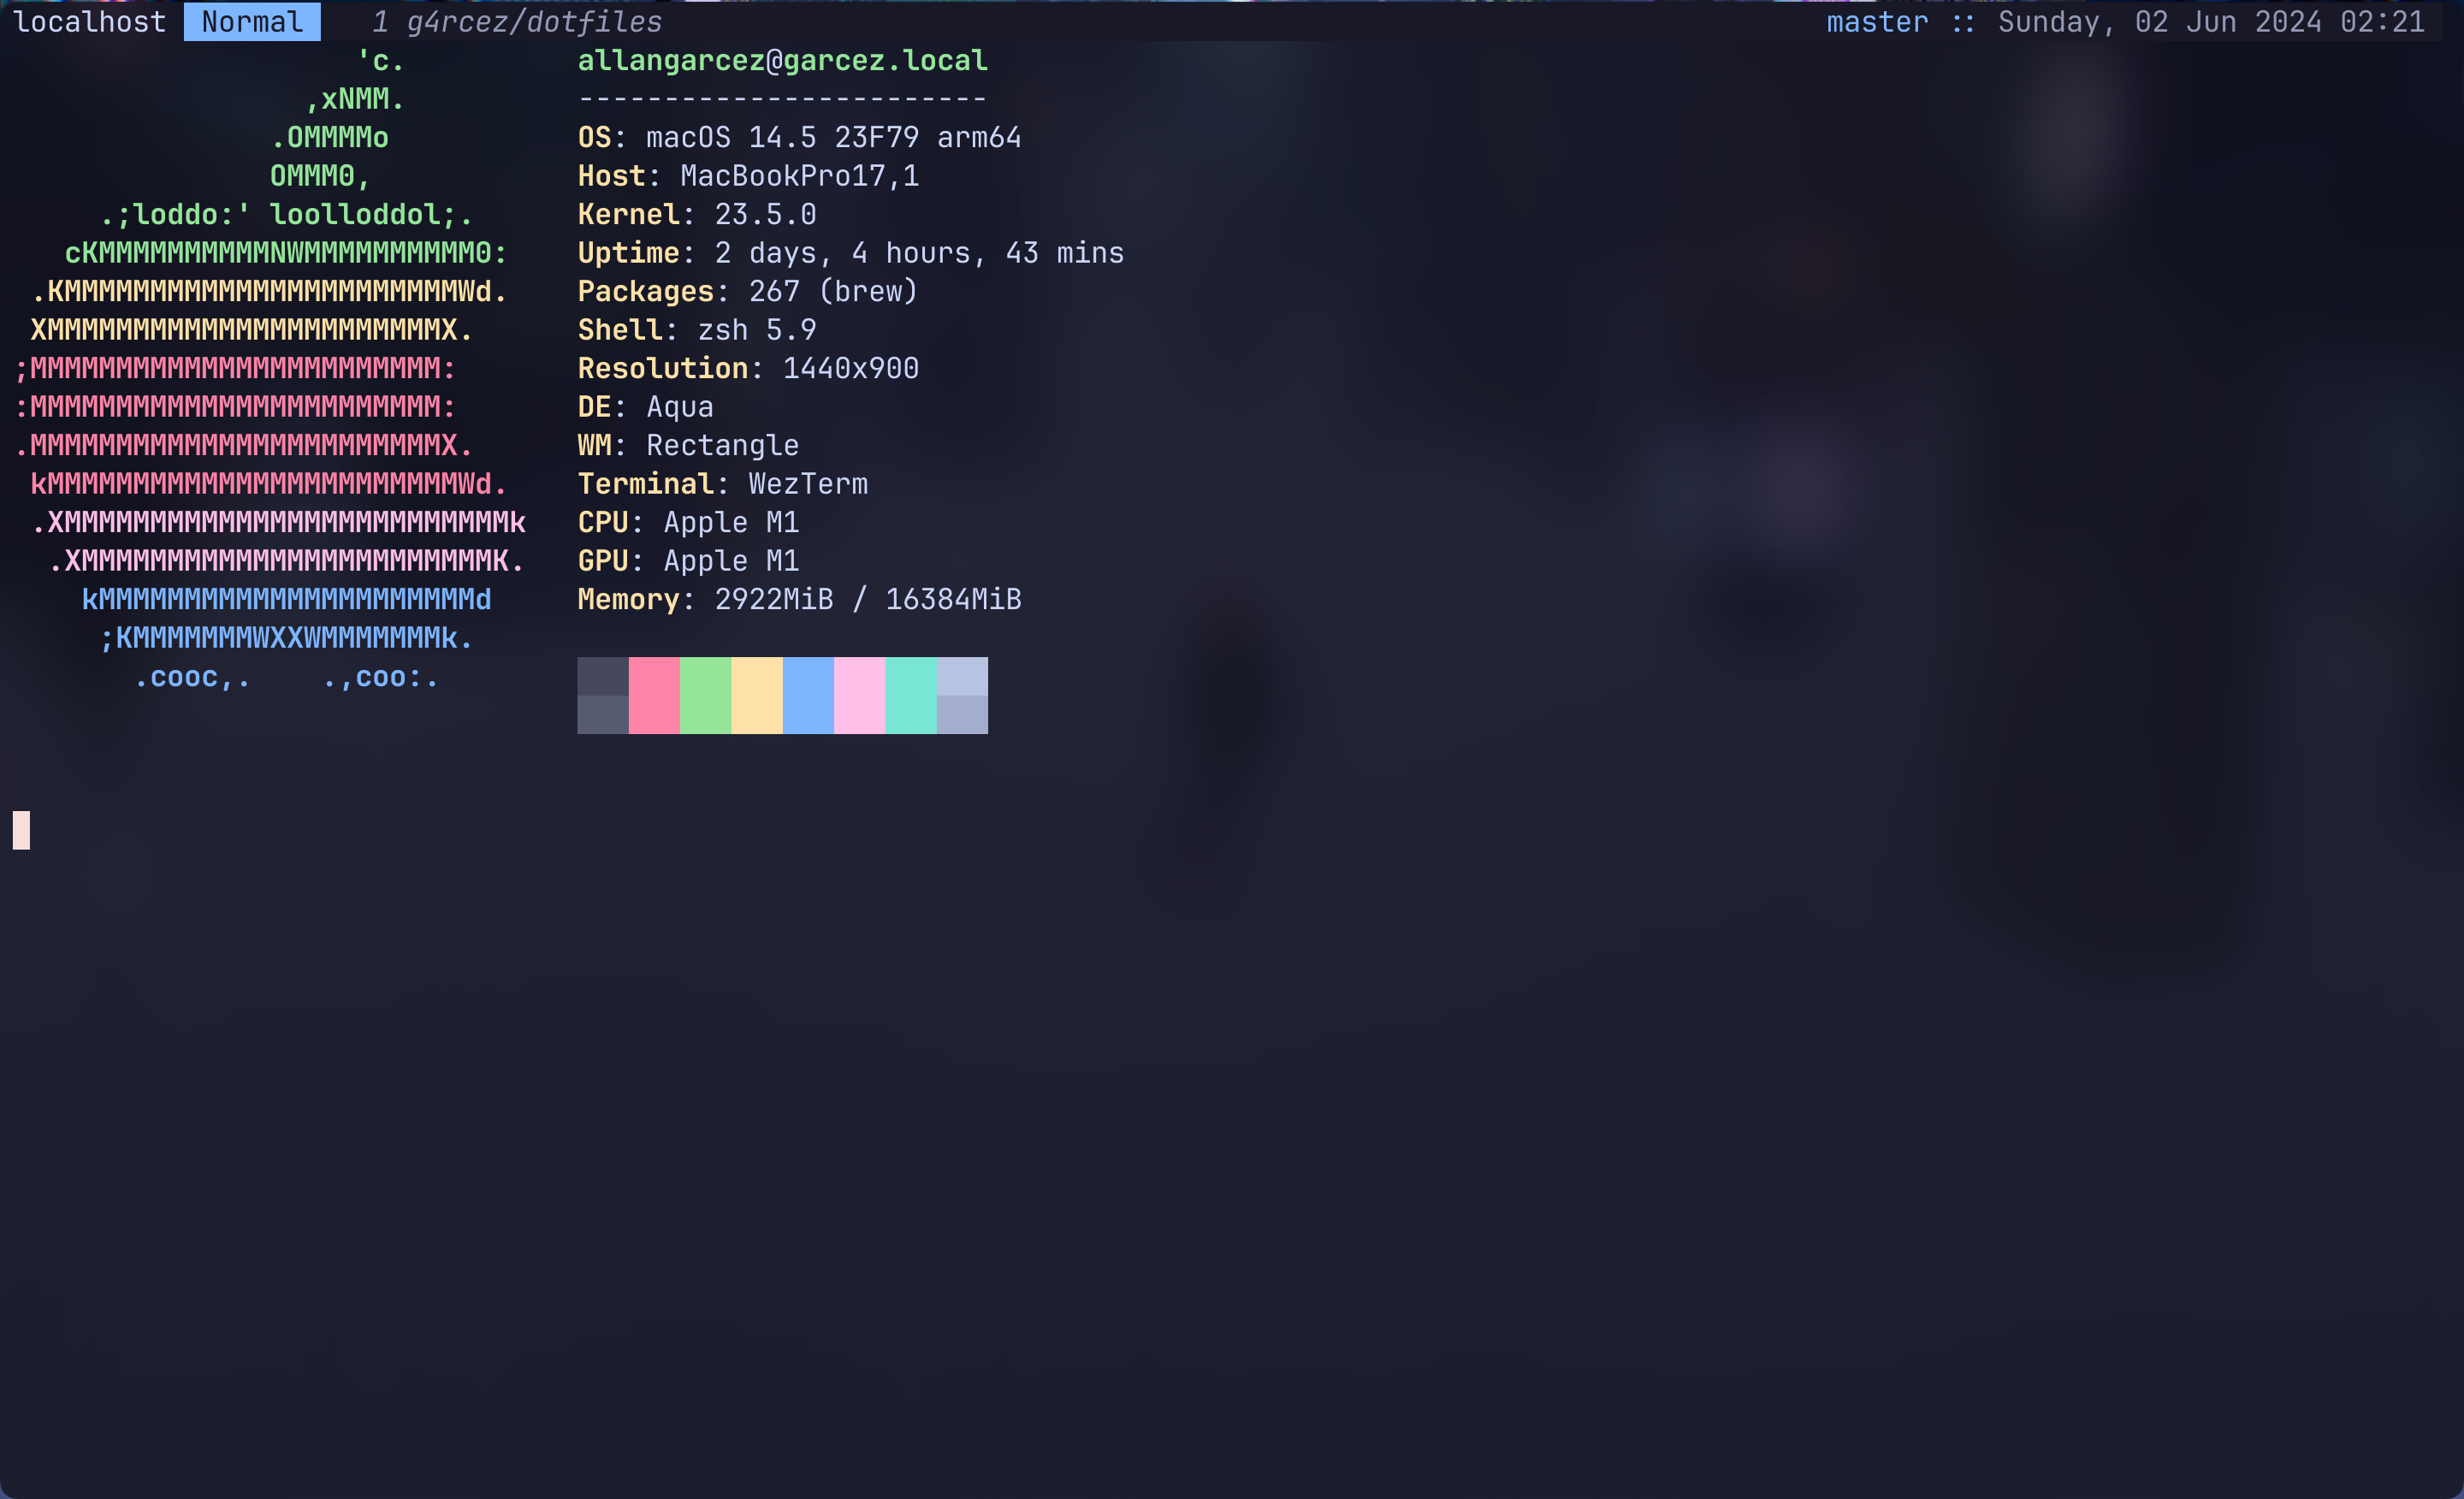 localhost  Normal   1 g4rcez/dotfiles master :: Sunday, 02 Jun 2024 02:21
                    'c.          allangarcez@garcez.local
                 ,xNMM.          ------------------------
               .OMMMMo           OS: macOS 14.5 23F79 arm64
               OMMM0,            Host: MacBookPro17,1
     .;loddo:' loolloddol;.      Kernel: 23.5.0
   cKMMMMMMMMMMNWMMMMMMMMMM0:    Uptime: 2 days, 4 hours, 43 mins
 .KMMMMMMMMMMMMMMMMMMMMMMMWd.    Packages: 267 (brew)
 XMMMMMMMMMMMMMMMMMMMMMMMX.      Shell: zsh 5.9
;MMMMMMMMMMMMMMMMMMMMMMMM:       Resolution: 1440x900
:MMMMMMMMMMMMMMMMMMMMMMMM:       DE: Aqua
.MMMMMMMMMMMMMMMMMMMMMMMMX.      WM: Rectangle
 kMMMMMMMMMMMMMMMMMMMMMMMMWd.    Terminal: WezTerm
 .XMMMMMMMMMMMMMMMMMMMMMMMMMMk   CPU: Apple M1
  .XMMMMMMMMMMMMMMMMMMMMMMMMK.   GPU: Apple M1
    kMMMMMMMMMMMMMMMMMMMMMMd     Memory: 2922MiB / 16384MiB
     ;KMMMMMMMWXXWMMMMMMMk.
       .cooc,.    .,coo:.